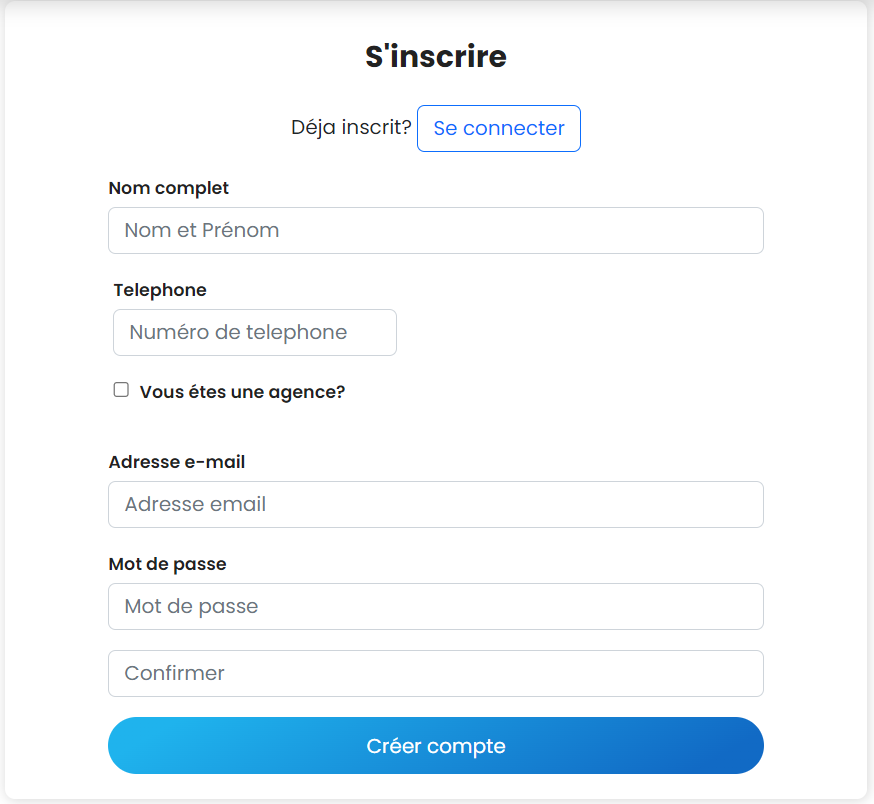 S'inscrire
Déja inscrit? Se connecter
Nom complet
Nom et Prénom
Telephone
Numéro de telephone
Vous étes une agence?
Adresse e-mail
Adresse email
Mot de passe
Mot de passe
Confirmer
Créer compte